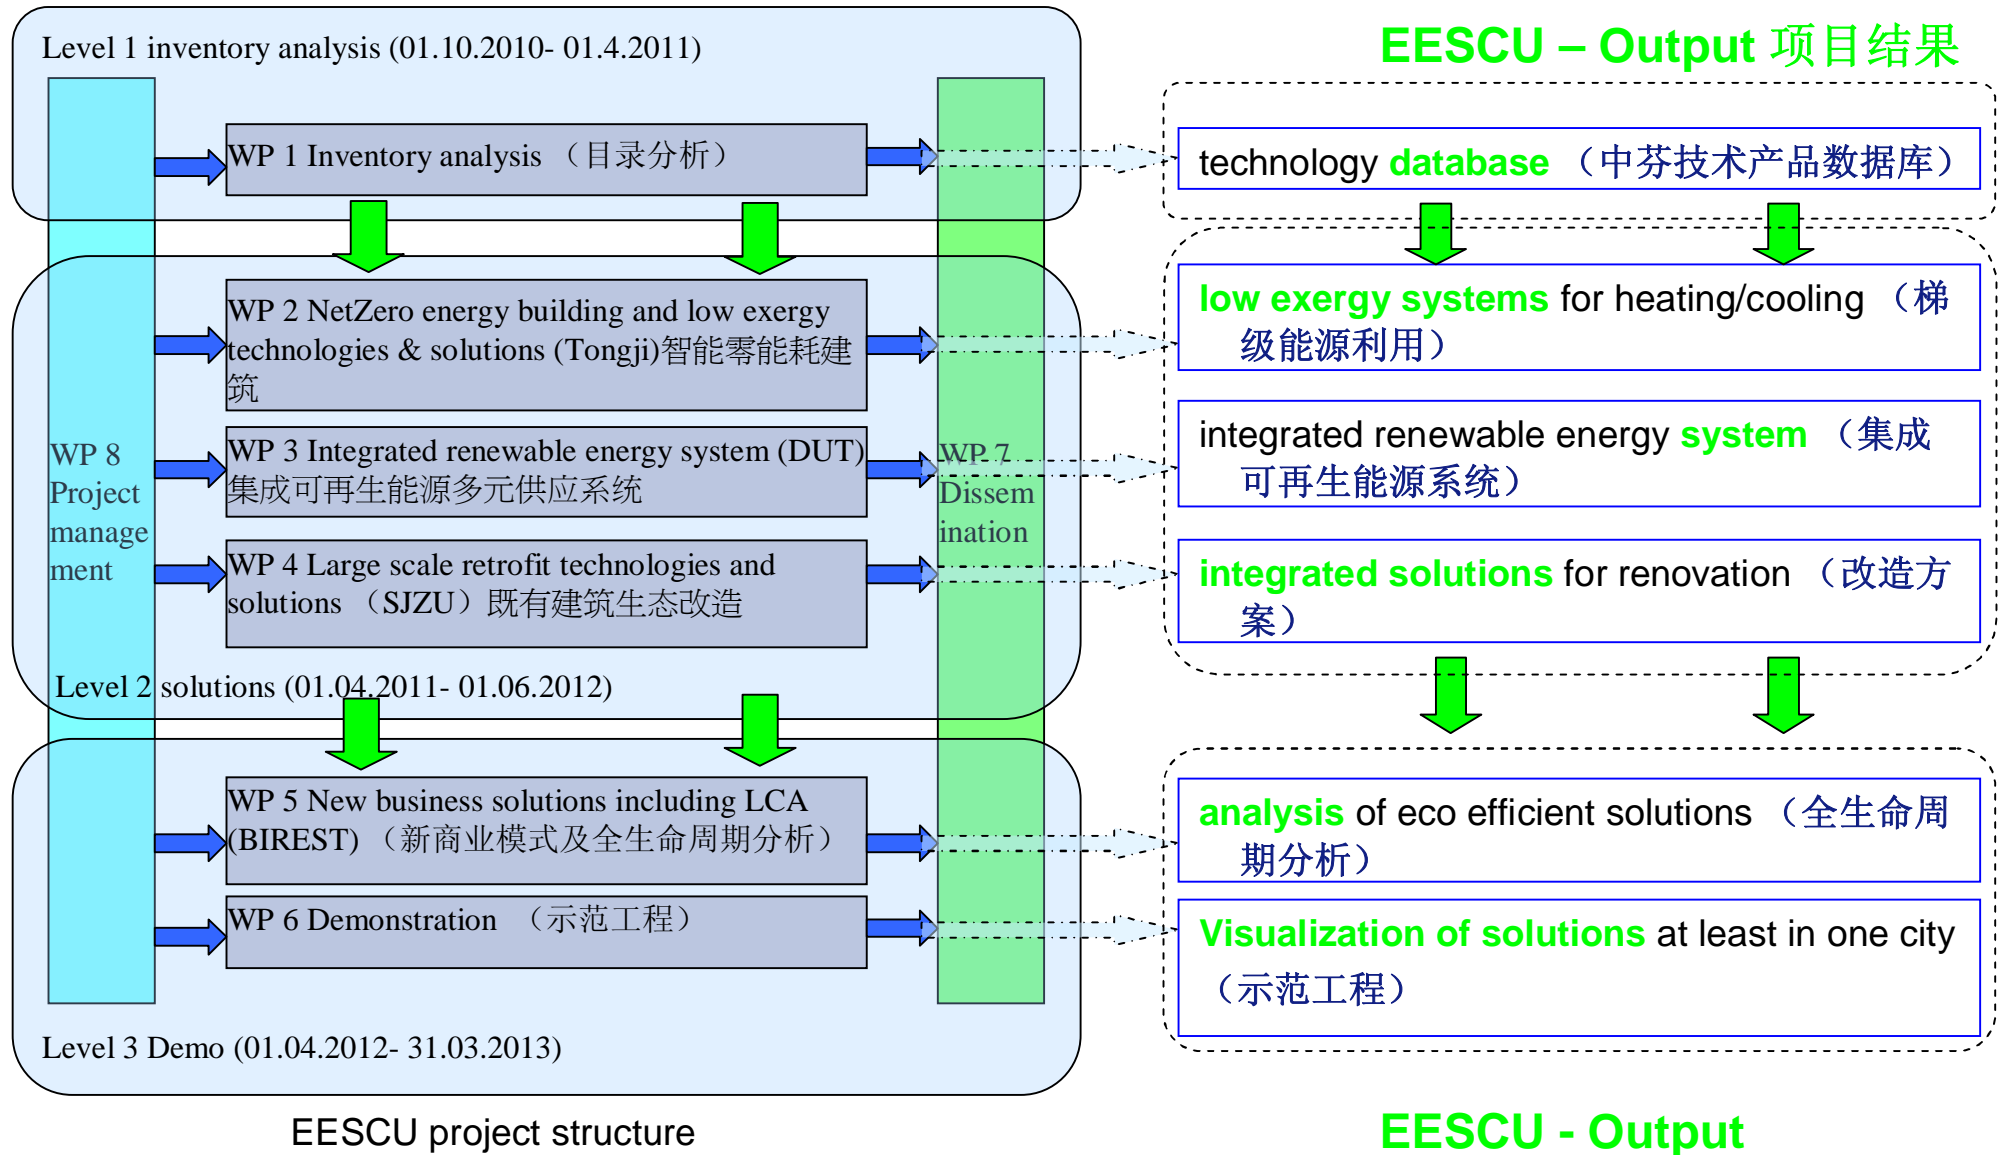 Level 1 inventory analysis (01.10.2010- 01.4.2011)
WP 1 Inventory analysis （目录分析）
WP 2 NetZero energy building and low exergy
technologies & solutions (Tongji)智能零能耗建
筑
WP 8
Project
manage
ment
WP 3 Integrated renewable energy system (DUT)
集成可再生能源多元供应系统
WP 7
Dissem
ination
WP 4 Large scale retrofit technologies and
solutions （SJZU）既有建筑生态改造
Level 2 solutions (01.04.2011- 01.06.2012)
WP 5 New business solutions including LCA
(BIREST) （新商业模式及全生命周期分析）
WP 6 Demonstration （示范工程）
Level 3 Demo (01.04.2012- 31.03.2013)
EESCU project structure
EESCU – Output 项目结果
technology database （中芬技术产品数据库）
low exergy systems for heating/cooling （梯
级能源利用）
integrated renewable energy system （集成
可再生能源系统）
integrated solutions for renovation （改造方
案）
analysis of eco efficient solutions （全生命周
期分析）
Visualization of solutions at least in one city
（示范工程）
EESCU - Output